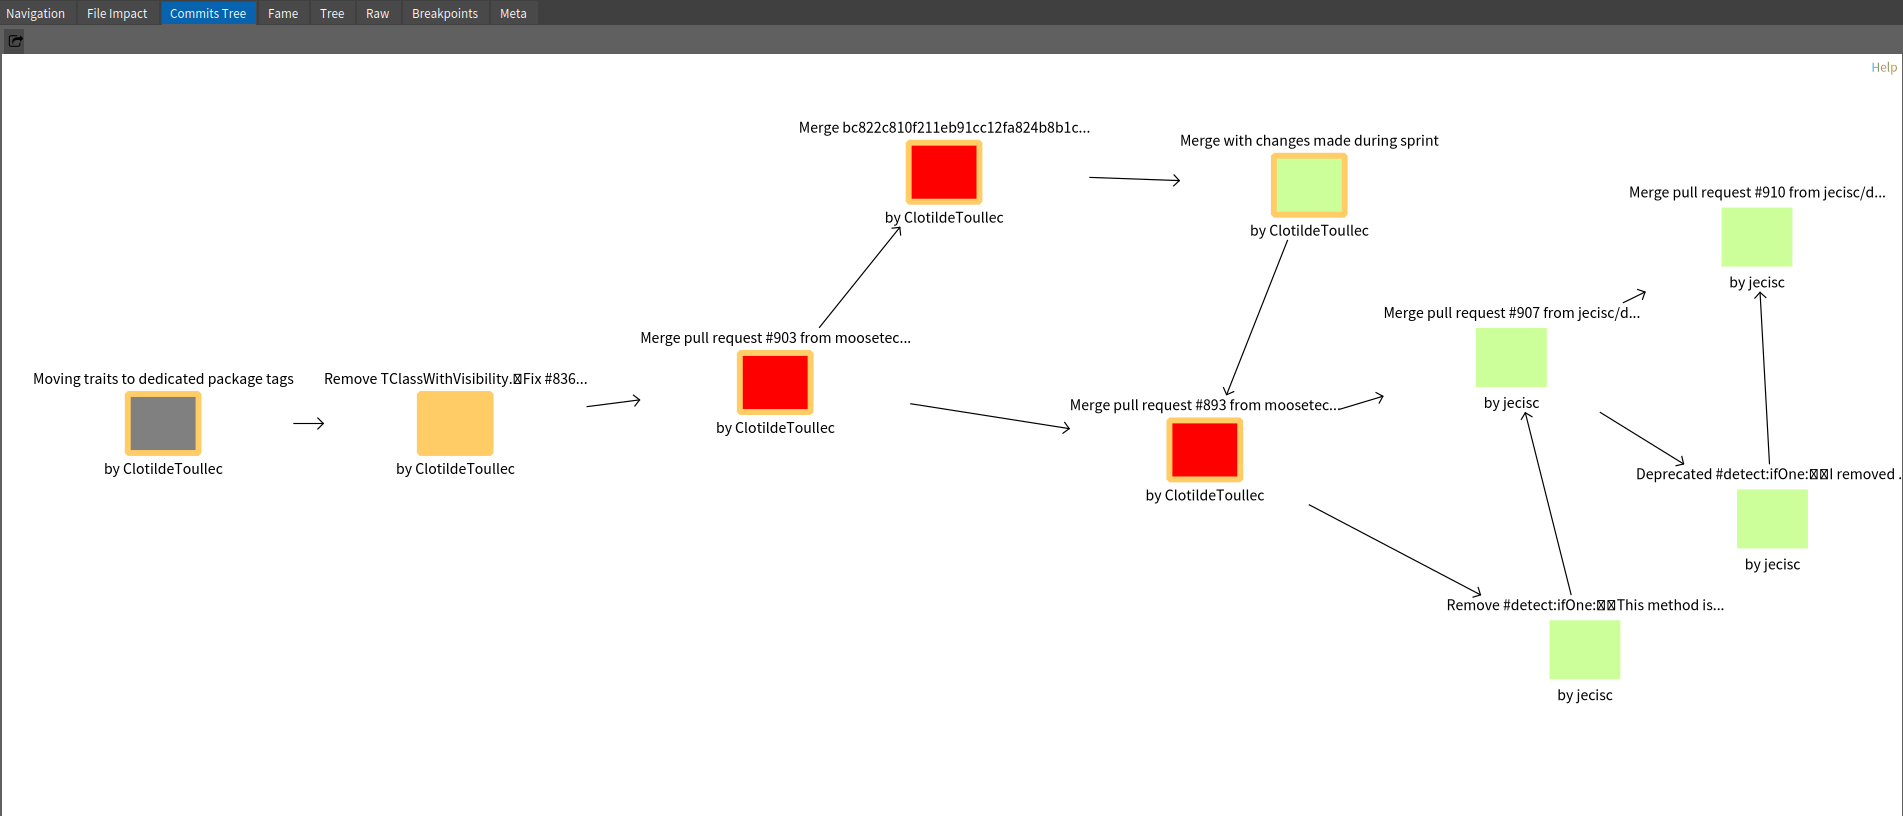 Navigation File Impact Commits Tree Fame Tree Raw Breakpoints Meta
Help
Merge bc822c810f211eb91cc12fa824b8b1c...
by ClotildeToullec
Merge with changes made during sprint
by ClotildeToullec
Merge pull request #910 from jecisc/d...
by jecisc
Merge pull request #903 from moosetec...
by ClotildeToullec
Merge pull request #907 from jecisc/d...
by jecisc
Moving traits to dedicated package tags
by ClotildeToullec
Remove TClassWithVisibility.Fix #836...
by ClotildeToullec
Merge pull request #893 from moosetec...
by ClotildeToullec
Deprecated #detect:ifOne:I removed .
by jecisc
Remove #detect:ifOne:This method is...
by jecisc